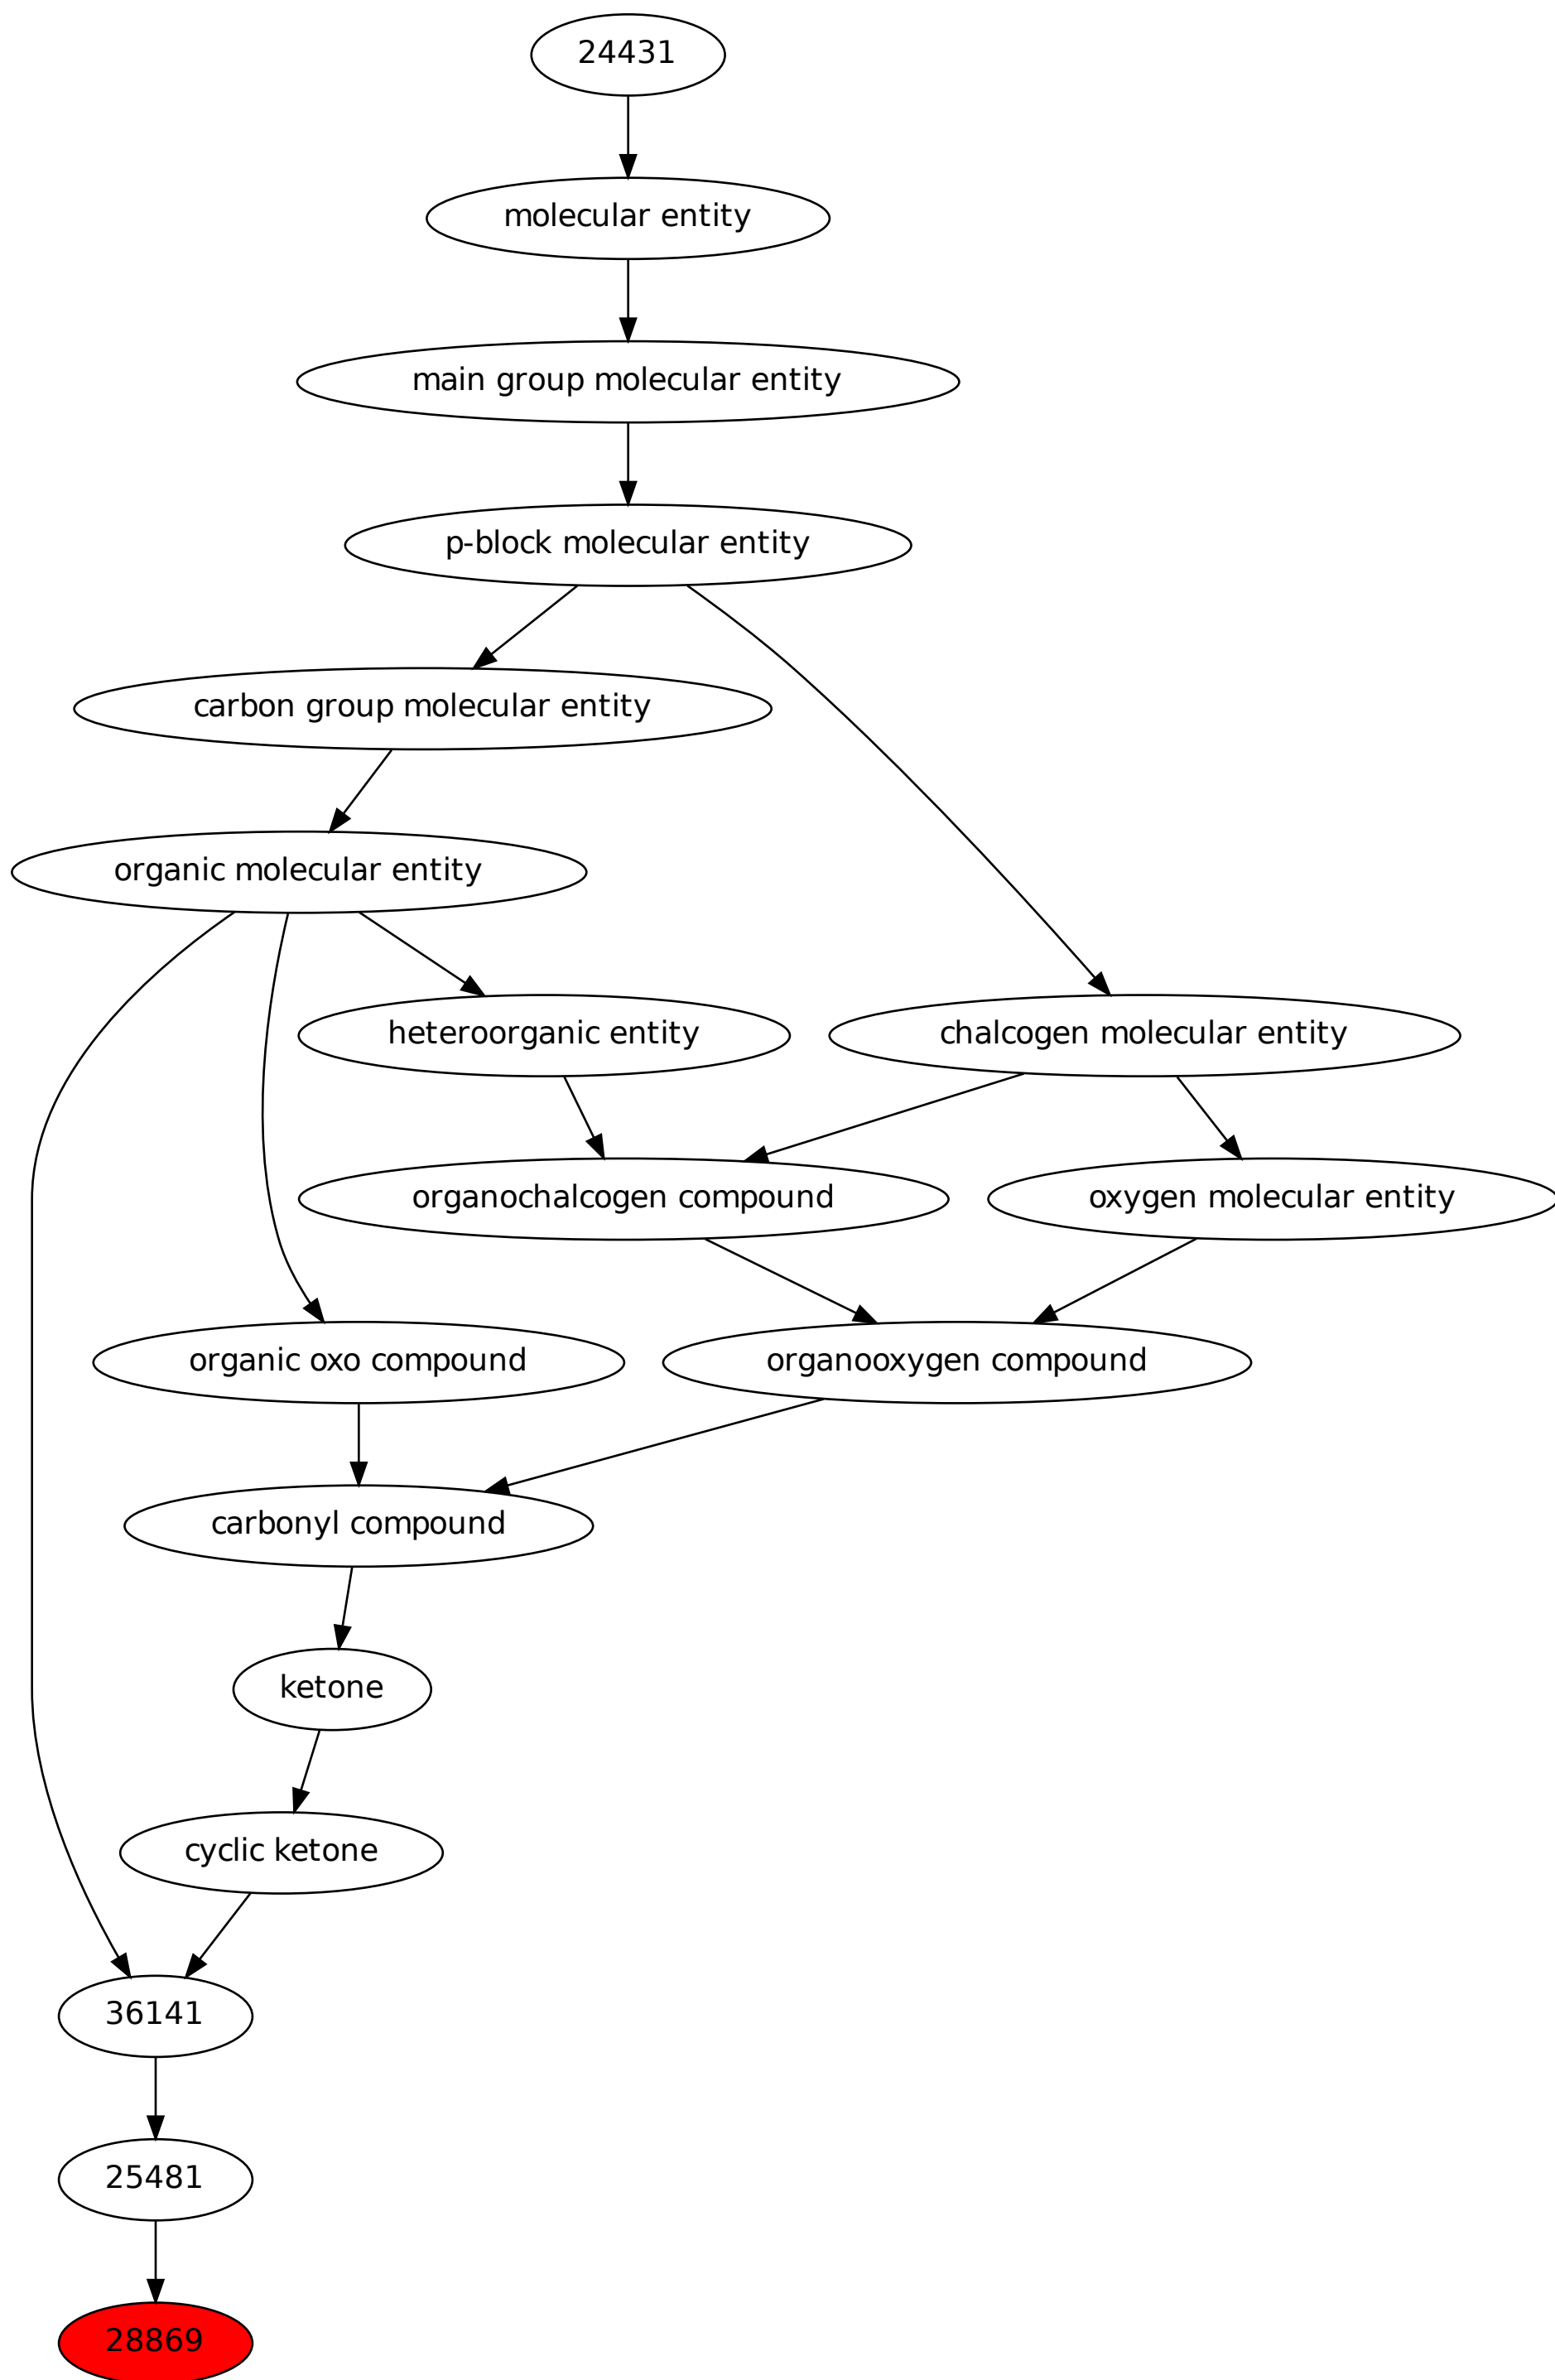 24431
molecular entity
main group molecular entity
p-block molecular entity
carbon group molecular entity
organic molecular entity
heteroorganic entity
chalcogen molecular entity
organochalcogen compound
oxygen molecular entity
organic oxo compound
organooxygen compound
carbonyl compound
ketone
cyclic ketone
36141
25481
28869